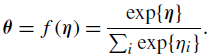 θ = f(η) = exp{η} / ∑ᵢ exp{ηᵢ}.